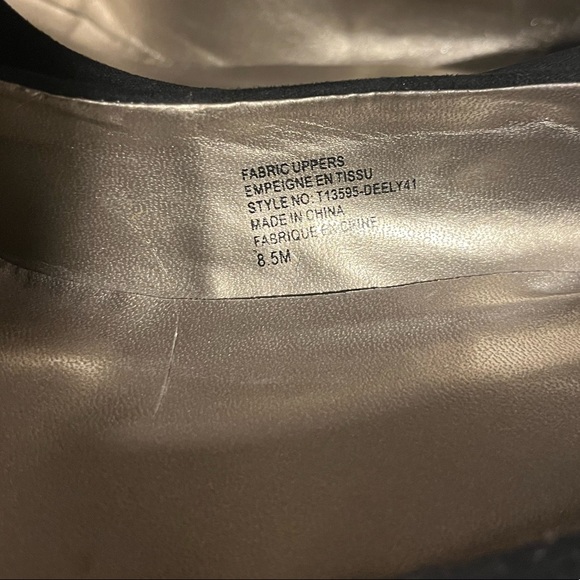 FABRIC UPPERS
EMPEIGNE EN TISSU
STYLE NO: T13595-DEELY41
MADE IN CHINA
FABRIQUE EN CHINE
8.5M